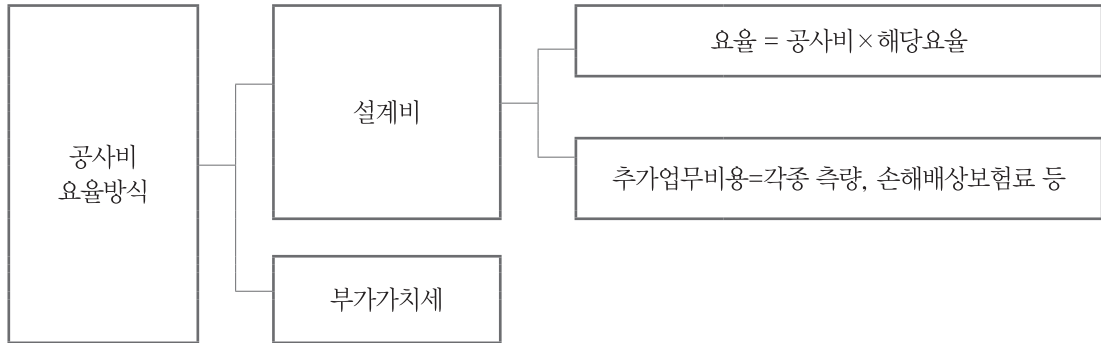 공사비
요율방식
설계비
요율 = 공사비×해당요율
추가업무비용=각종 측량, 손해배상보험료 등
부가가치세